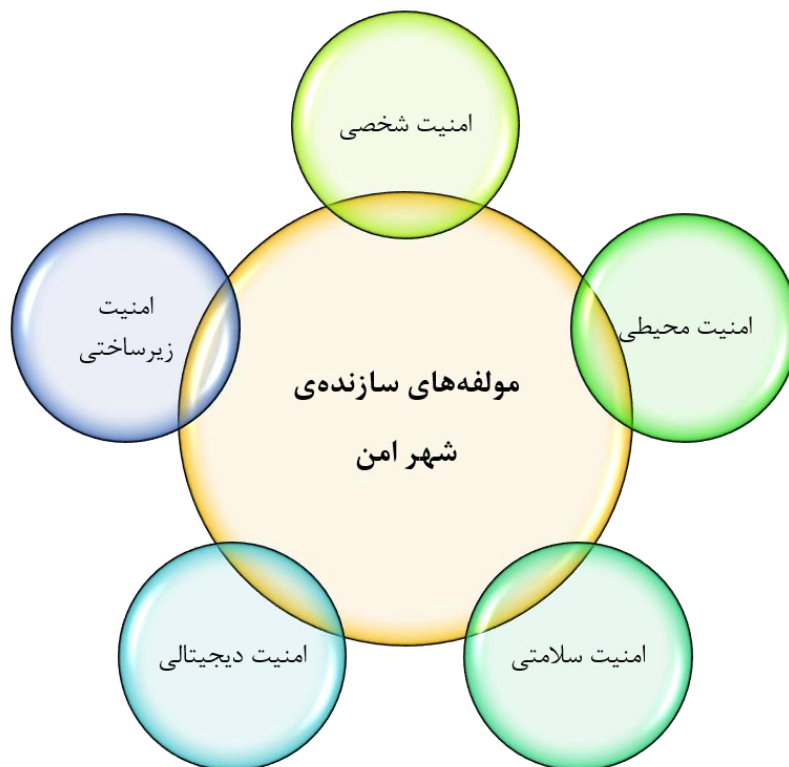 امنیت شخصی
امنیت محیطی
امنیت
زیرساختی
مولفه‌های سازنده‌ی
شهر امن
امنیت سلامتی
امنیت دیجیتالی